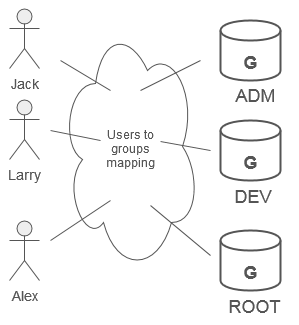 Jack
Larry
Alex
Users to
groups
mapping
G
ADM
G
DEV
G
ROOT